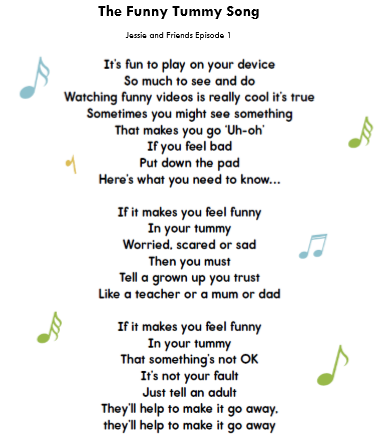 The Funny Tummy Song
Jessie and Friends Episode 1
It's fun to play on your device
So much to see and do
Watching funny videos is really cool it's true
Sometimes you might see something
That makes you go 'Uh-oh'
If you feel bad
Put down the pad
Here's what you need to know...
If it makes you feel funny
In your tummy
Worried, scared or sad
Then you must
Tell a grown up you trust
Like a teacher or a mum or dad
If it makes you feel funny
In your tummy
That something's not OK
It's not your fault
Just tell an adult
They'll help to make it go away,
they'll help to make it go away